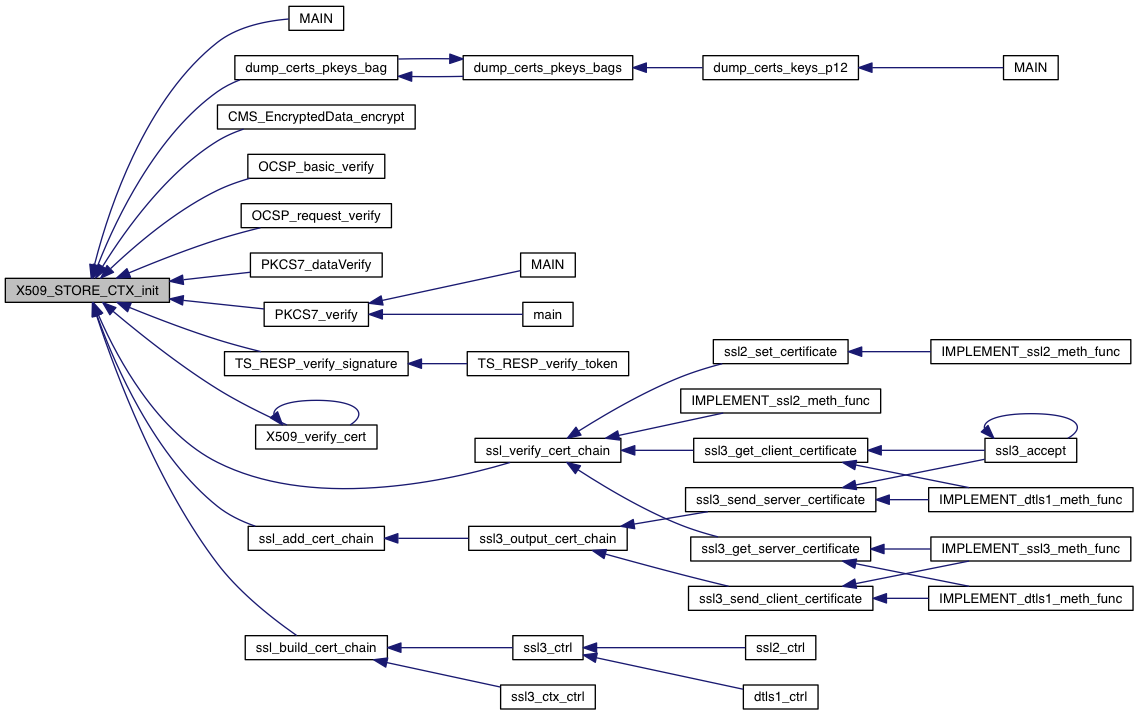 MAIN
dump_certs_pkeys_bag
dump_certs_pkeys_bags
dump_certs_keys_p12
MAIN
CMS_EncryptedData_encrypt
OCSP_basic_verify
OCSP_request_verify
PKCS7_dataVerify
MAIN
X509_STORE_CTX_init
PKCS7_verify
main
ssl2_set_certificate
IMPLEMENT_ssl2_meth_func
TS_RESP_verify_signature
TS_RESP_verify_token
IMPLEMENT_ssl2_meth_func
X509_verify_cert
ssl_verify_cert_chain
ssl3_get_client_certificate
ssl3_accept
ssl3_send_server_certificate
IMPLEMENT_dtls1_meth_func
ssl_add_cert_chain
ssl3_output_cert_chain
ssl3_get_server_certificate
IMPLEMENT_ssl3_meth_func
ssl3_send_client_certificate
IMPLEMENT_dtls1_meth_func
ssl_build_cert_chain
ssl3_ctrl
ssl2_ctrl
ssl3_ctx_ctrl
dtls1_ctrl